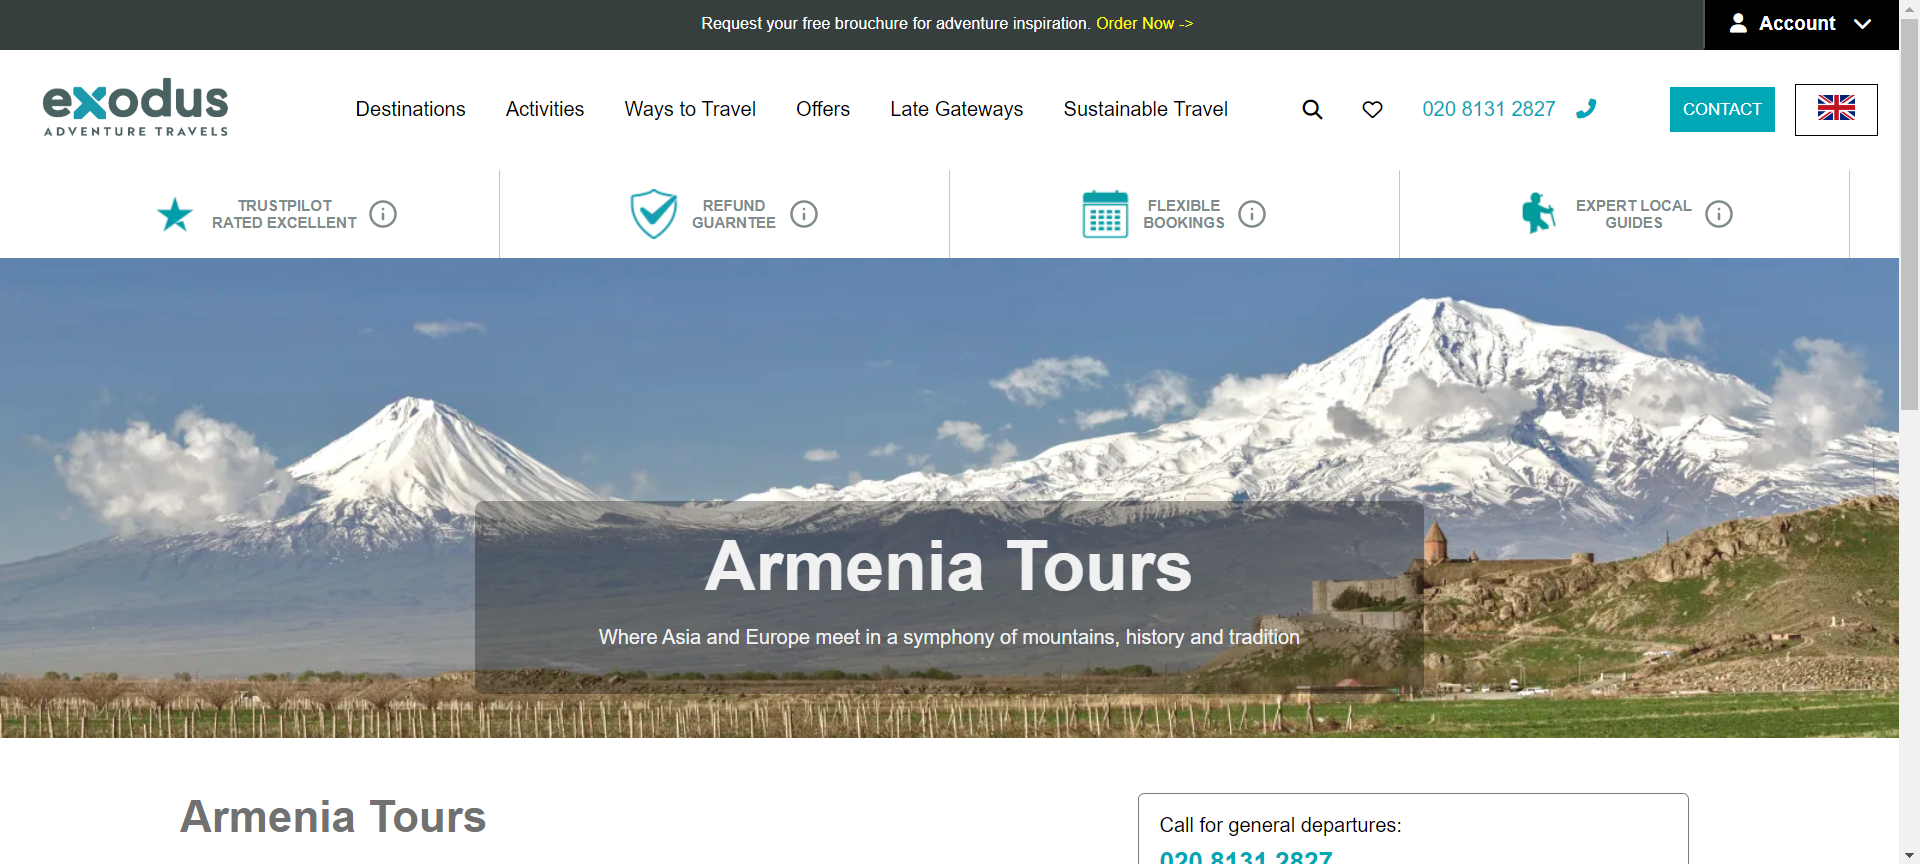 Request your free brouchure for adventure inspiration. Order Now ->
Account
exodus
ADVENTURE TRAVELS
Destinations
Activities
Ways to Travel
Offers
Late Gateways
Sustainable Travel
020 8131 2827
CONTACT
TRUSTPILOT
RATED EXCELLENT
REFUND
GUARNTEE
FLEXIBLE
BOOKINGS
EXPERT LOCAL
GUIDES
Armenia Tours
Where Asia and Europe meet in a symphony of mountains, history and tradition
Armenia Tours
Call for general departures:
020 8131 2827